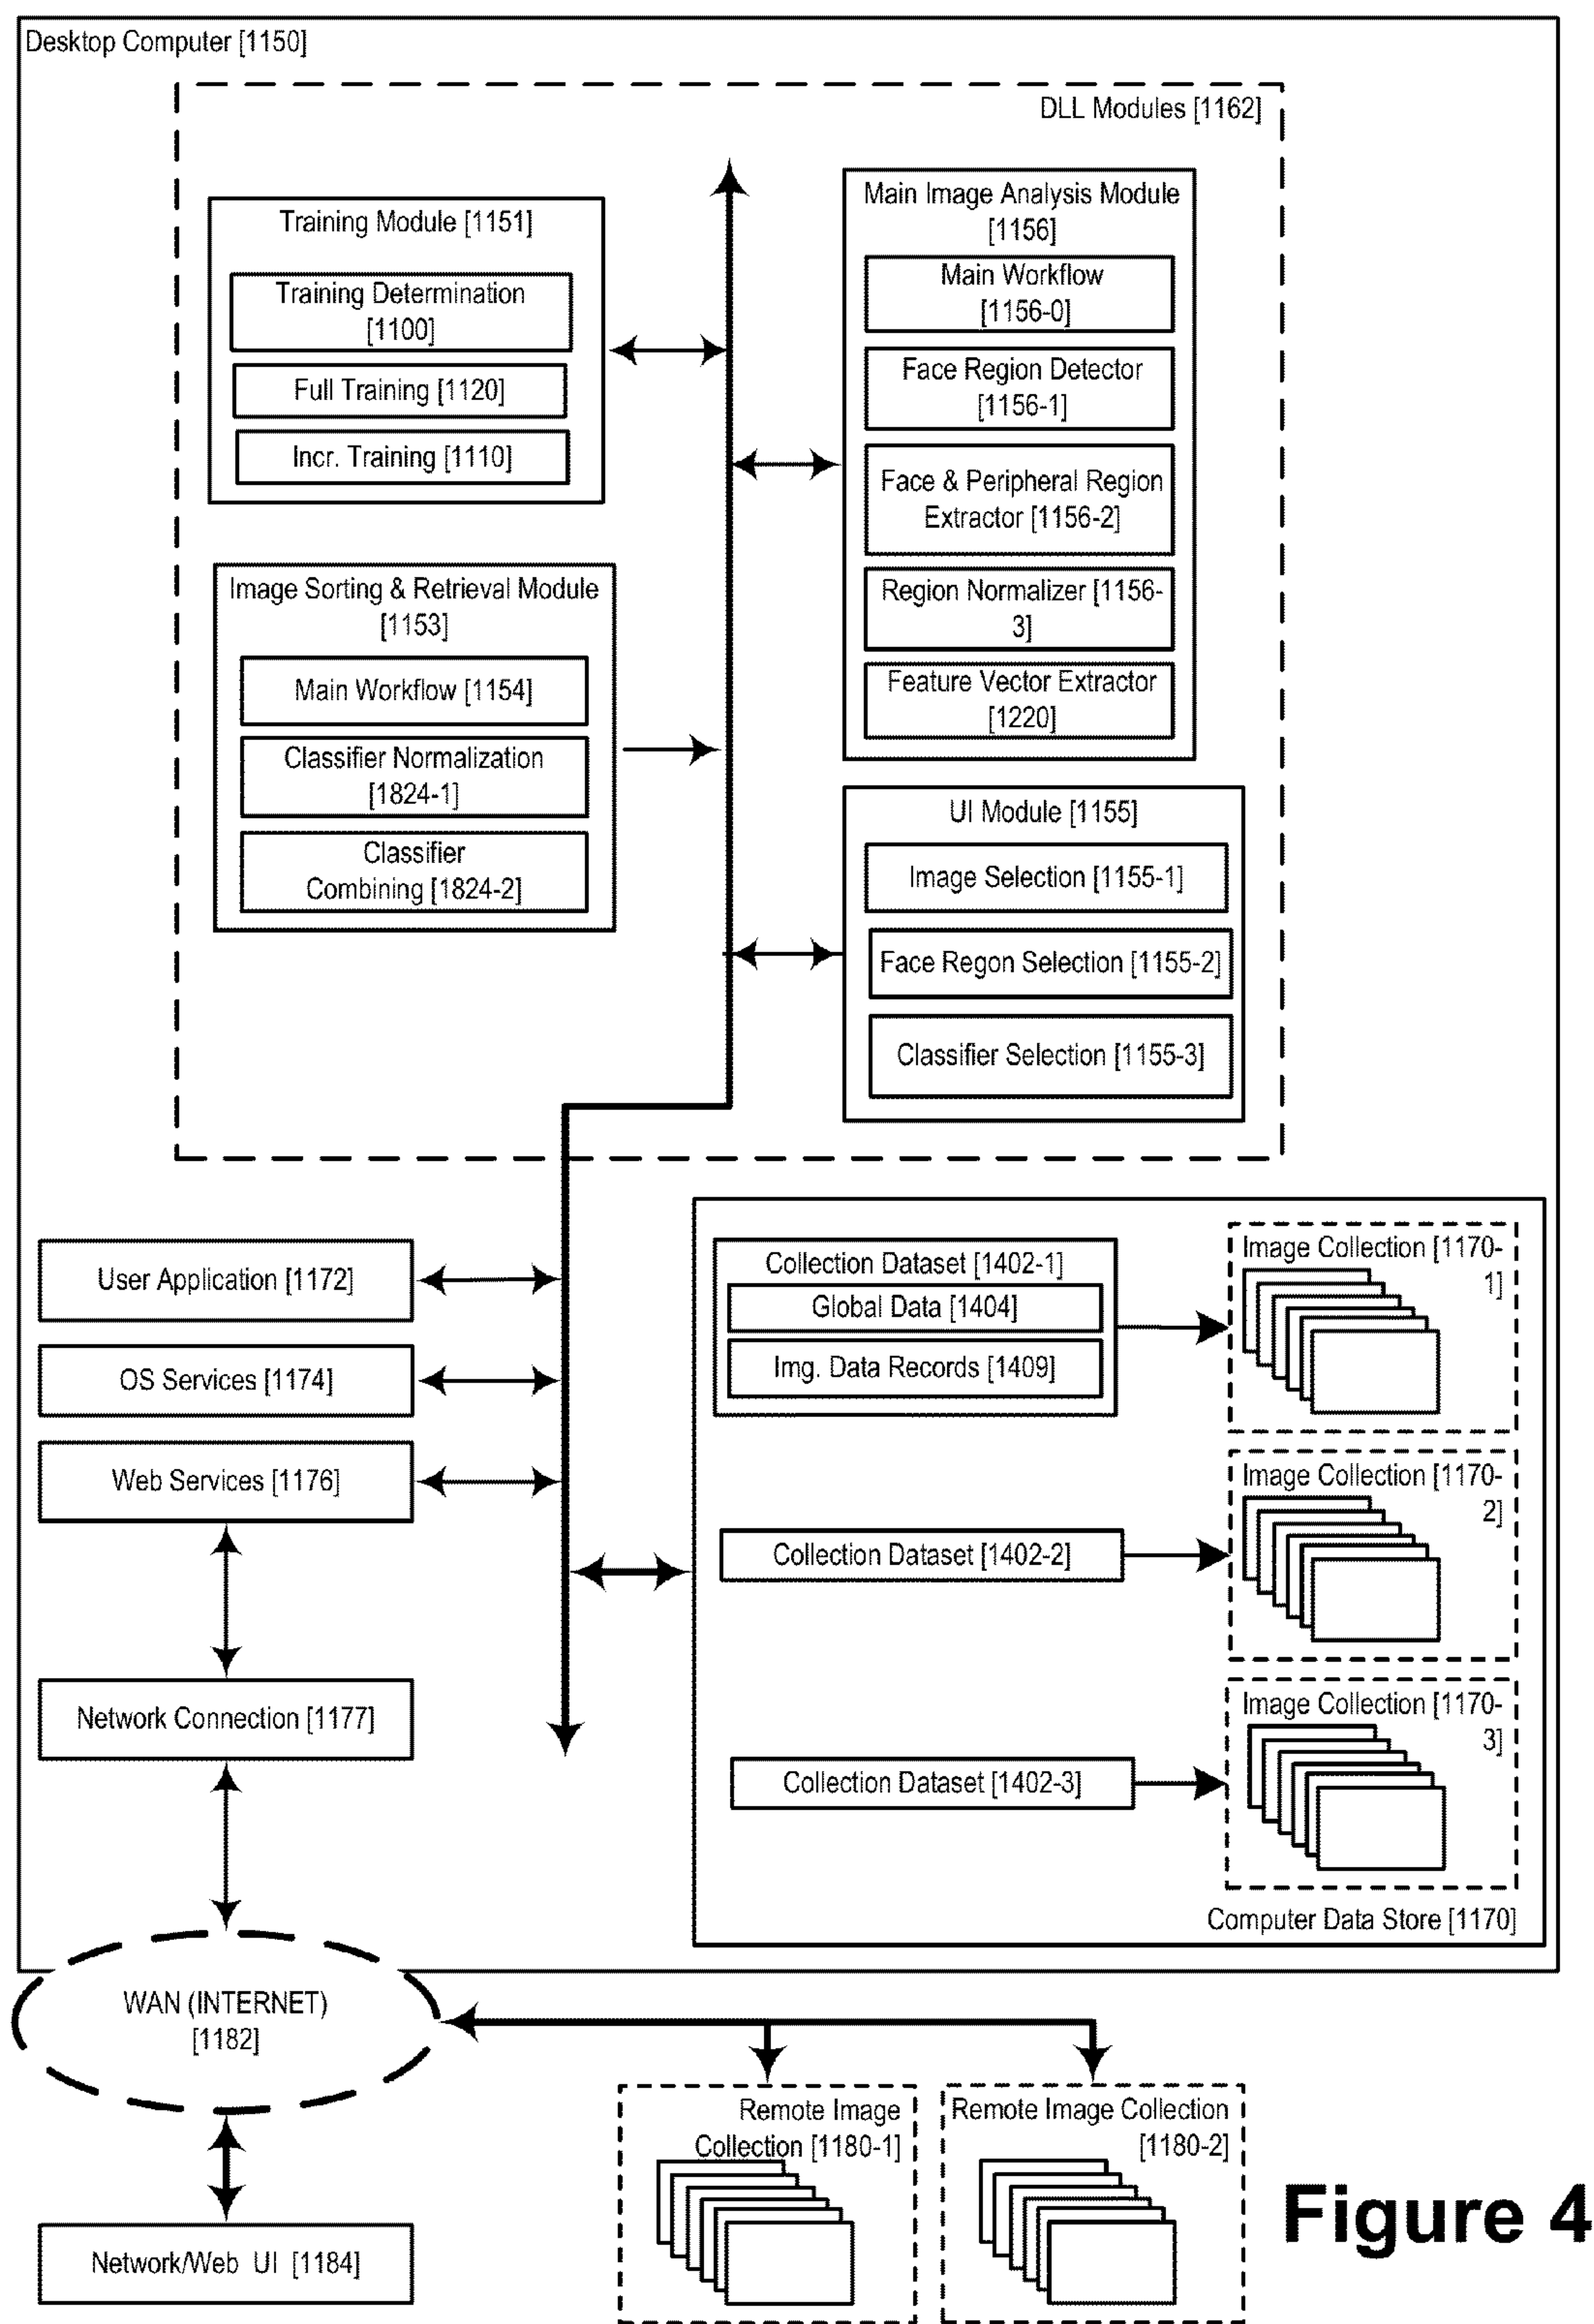 Desktop Computer [1150]
DLL Modules [1162]
Training Module [1151]
Training Determination
[1100]
Full Training [1120]
Incr. Training [1110]
Image Sorting & Retrieval Module
[1153]
Main Workflow [1154]
Classifier Normalization
[1824-1]
Classifier
Combining [1824-2]
Main Image Analysis Module
[1156]
Main Workflow
[1156-0]
Face Region Detector
[1156-1]
Face & Peripheral Region
Extractor [1156-2]
Region Normalizer [1156-
3]
Feature Vector Extractor
[1220]
UI Module [1155]
Image Selection [1155-1]
Face Regon Selection [1155-2]
Classifier Selection [1155-3]
User Application [1172]
OS Services [1174]
Web Services [1176]
Network Connection [1177]
Collection Dataset [1402-1]
Global Data [1404]
Img. Data Records [1409]
Image Collection [1170-
1]
Collection Dataset [1402-2]
Image Collection [1170-
2]
Collection Dataset [1402-3]
Image Collection [1170-
3]
Computer Data Store [1170]
WAN (INTERNET)
[1182]
Remote Image
Collection [1180-1]
Remote Image Collection
[1180-2]
Network/Web UI [1184]
Figure 4